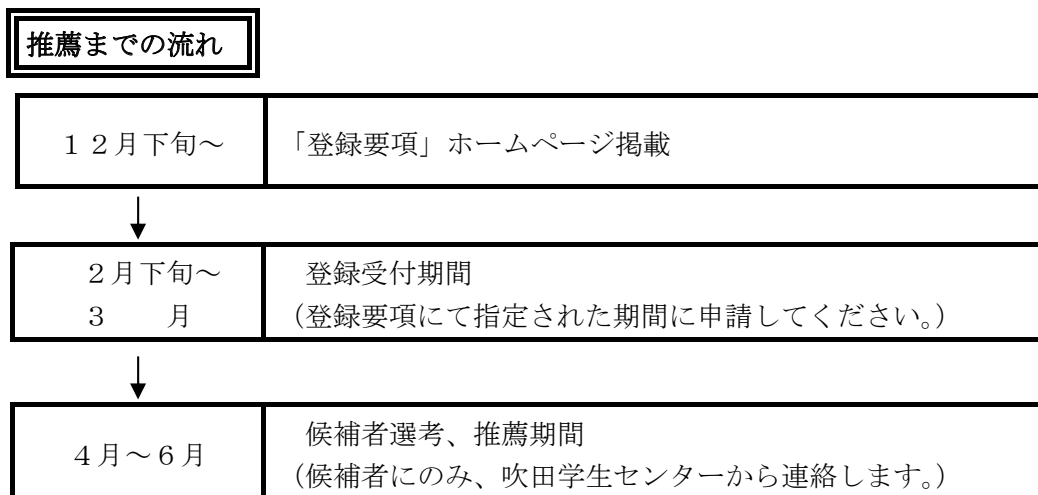 推薦までの流れ
１２月下旬～
「登録要項」ホームページ掲載
２月下旬～
３　　月
登録受付期間
（登録要項にて指定された期間に申請してください。）
４月～６月
候補者選考、推薦期間
（候補者にのみ、吹田学生センターから連絡します。）